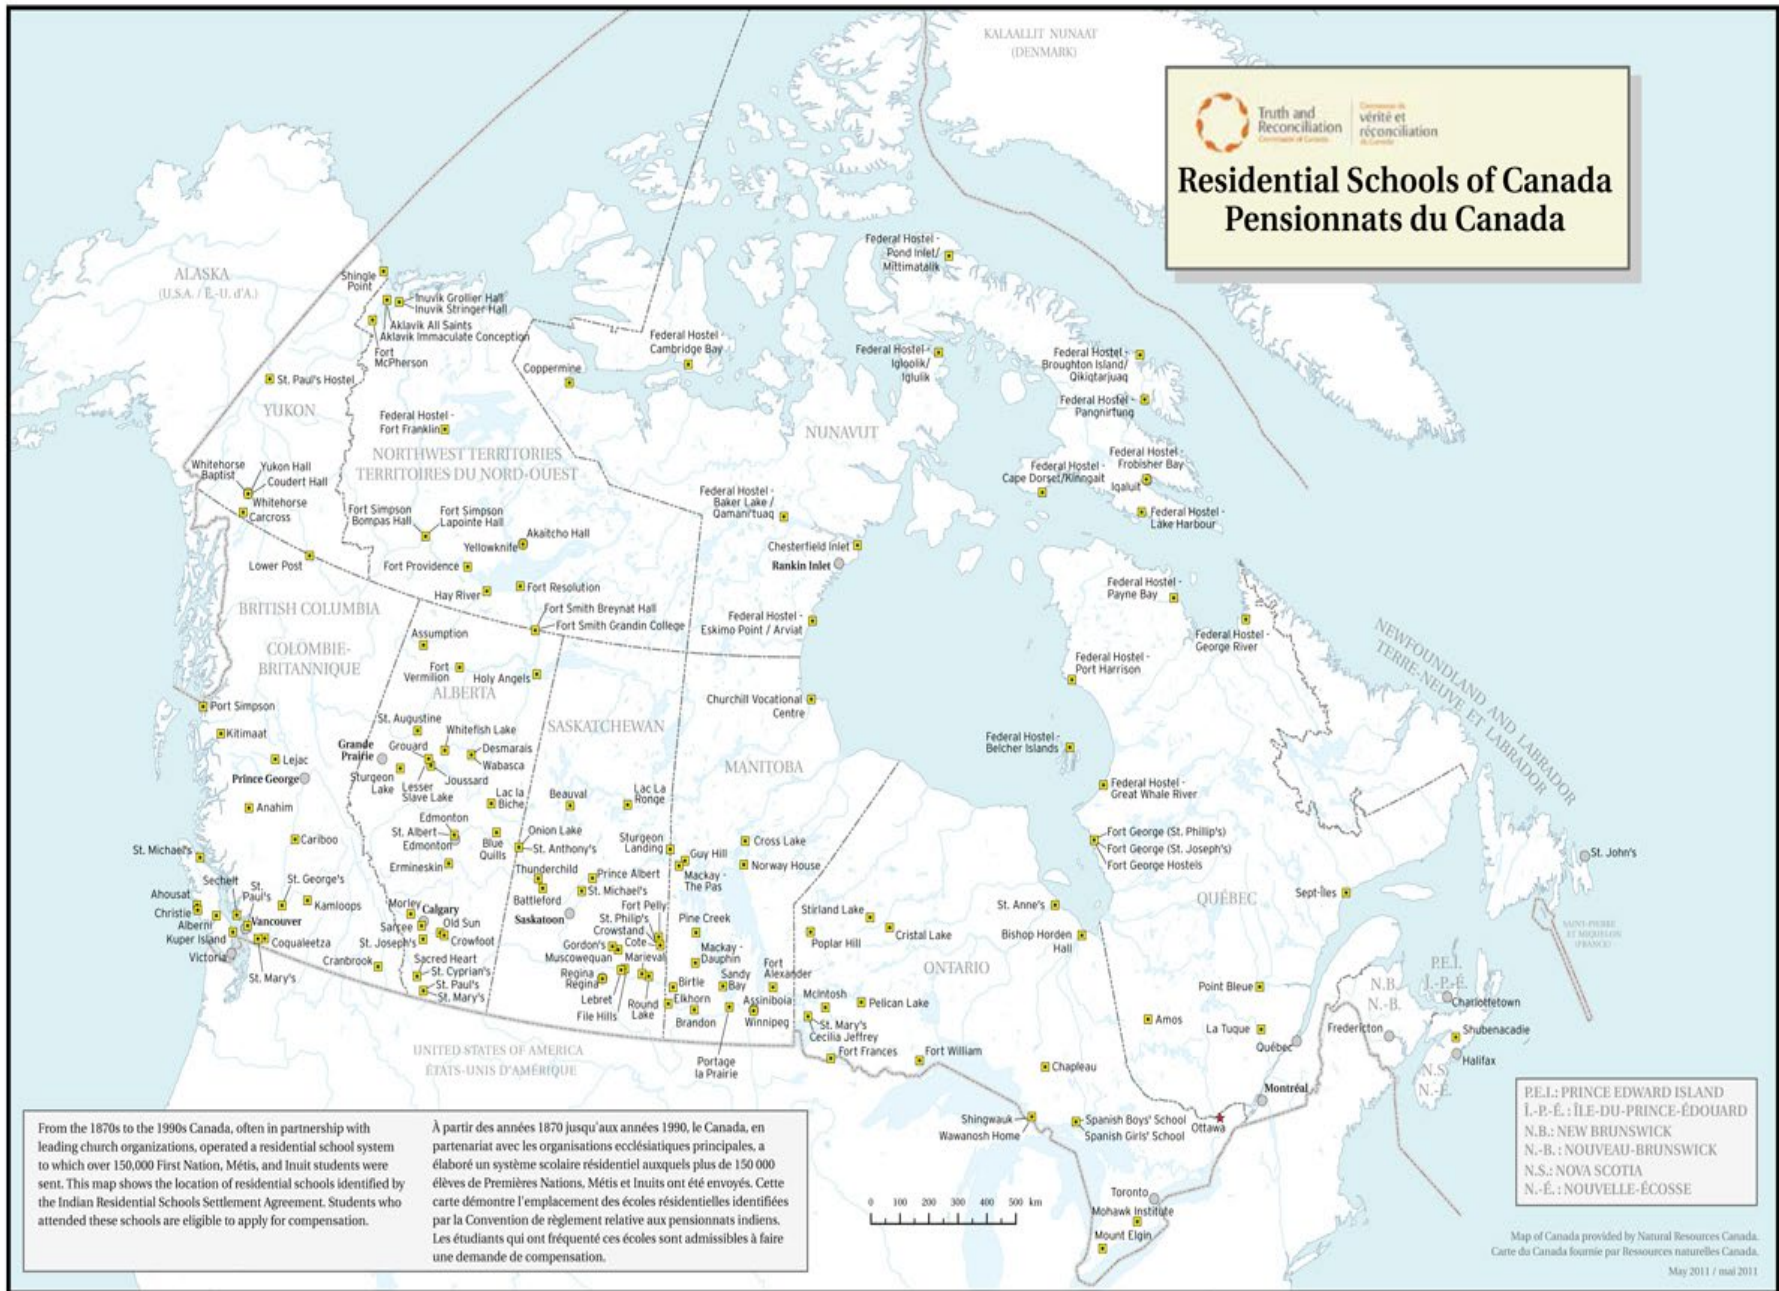 KALAALLIT NUNAAT
(DENMARK)
Truth and
Reconciliation
Commission of Canada
Commission de
vérité et
réconciliation
du Canada
Residential Schools of Canada
Pensionnats du Canada
ALASKA
(U.S.A. / É.-U. d'A.)
Shingle
Point
Inuvik Grollier Hall
Inuvik Stringer Hall
Aklavik All Saints
Aklavik Immaculate Conception
Fort
McPherson
St. Paul's Hostel
YUKON
Federal Hostel -
Pond Inlet/
Mittimatalik
Federal Hostel -
Cambridge Bay
Coppermine
Federal Hostel -
Igloolik/
Iglulik
Federal Hostel -
Broughton Island/
Qikiqtarjuaq
Federal Hostel -
Pangnirtung
Federal Hostel -
Fort Franklin
NORTHWEST TERRITORIES
TERRITOIRES DU NORD-OUEST
NUNAVUT
Federal Hostel -
Frobisher Bay
Iqaluit
Federal Hostel -
Cape Dorset/Kinngait
Federal Hostel -
Lake Harbour
Whitehorse
Baptist
Yukon Hall
Coudert Hall
Whitehorse
Carcross
Lower Post
Fort Simpson
Bompas Hall
Fort Simpson
Lapointe Hall
Akaitcho Hall
Yellowknife
Fort Providence
Hay River
Fort Resolution
Fort Smith Breynat Hall
Fort Smith Grandin College
Federal Hostel -
Baker Lake /
Qamani'tuaq
Chesterfield Inlet
Rankin Inlet
Federal Hostel -
Eskimo Point / Arviat
Federal Hostel -
Payne Bay
Federal Hostel -
George River
Federal Hostel -
Port Harrison
NEWFOUNDLAND AND LABRADOR
TERRE-NEUVE ET LABRADOR
BRITISH COLUMBIA
COLOMBIE-
BRITANNIQUE
Assumption
Fort
Vermilion
Holy Angels
ALBERTA
SASKATCHEWAN
Churchill Vocational
Centre
MANITOBA
Federal Hostel -
Belcher Islands
Federal Hostel -
Great Whale River
Fort George (St. Phillip's)
Fort George (St. Joseph's)
Fort George Hostels
QUÉBEC
Sept-Îles
St. John's
SAINT-PIERRE
ET MIQUELON
(FRANCE)
Port Simpson
Kitimaat
Lejac
Prince George
Anahim
Cariboo
St. Michael's
Sechelt
St.
Paul's
St. George's
Kamloops
Ahousat
Christie
Alberni
Kuper Island
Victoria
Vancouver
Coqualeetza
St. Mary's
Cranbrook
St. Augustine
Whitefish Lake
Grande
Prairie
Grouard
Desmarais
Wabasca
Sturgeon
Lake
Lesser
Slave Lake
Joussard
Lac la
Biche
Edmonton
St. Albert
Edmonton
Blue
Quills
Ermineskin
Morley
Calgary
Sarcee
Old Sun
Crowfoot
St. Joseph's
Sacred Heart
St. Cyprian's
St. Paul's
St. Mary's
Beauval
Lac La
Ronge
Onion Lake
St. Anthony's
Sturgeon
Landing
Thunderchild
Battleford
Prince Albert
St. Michael's
Saskatoon
Fort Pelly
St. Philip's
Crowstand
Cote
Gordon's
Muscowequan
Marieval
Regina
Regina
Lebret
File Hills
Round
Lake
Cross Lake
Guy Hill
Norway House
Mackay -
The Pas
Pine Creek
Mackay -
Dauphin
Birtle
Sandy
Bay
Fort
Alexander
Elkhorn
Brandon
Assiniboia
Winnipeg
Portage
la Prairie
Stirland Lake
Poplar Hill
Cristal Lake
ONTARIO
McIntosh
Pelican Lake
St. Mary's
Cecilia Jeffrey
Fort Frances
Fort William
St. Anne's
Bishop Horden
Hall
Chapleau
Shingwauk
Wawanosh Home
Spanish Boys' School
Spanish Girls' School
Ottawa
Toronto
Mohawk Institute
Mount Elgin
Point Bleue
Amos
La Tuque
Québec
Montréal
Fredericton
N.B.
N.-B.
P.E.I.
Î.-P.-É.
Charlottetown
Shubenacadie
Halifax
N.S.
N.-É.
UNITED STATES OF AMERICA
ÉTATS-UNIS D'AMÉRIQUE
From the 1870s to the 1990s Canada, often in partnership with
leading church organizations, operated a residential school system
to which over 150,000 First Nation, Métis, and Inuit students were
sent. This map shows the location of residential schools identified by
the Indian Residential Schools Settlement Agreement. Students who
attended these schools are eligible to apply for compensation.
À partir des années 1870 jusqu'aux années 1990, le Canada, en
partenariat avec les organisations ecclésiatiques principales, a
élaboré un système scolaire résidentiel auxquels plus de 150 000
élèves de Premières Nations, Métis et Inuits ont été envoyés. Cette
carte démontre l'emplacement des écoles résidentielles identifiées
par la Convention de règlement relative aux pensionnats indiens.
Les étudiants qui ont fréquenté ces écoles sont admissibles à faire
une demande de compensation.
0 100 200 300 400 500 km
P.E.I.: PRINCE EDWARD ISLAND
Î.-P.-É. : ÎLE-DU-PRINCE-ÉDOUARD
N.B.: NEW BRUNSWICK
N.-B. : NOUVEAU-BRUNSWICK
N.S.: NOVA SCOTIA
N.-É. : NOUVELLE-ÉCOSSE
Map of Canada provided by Natural Resources Canada.
Carte du Canada fournie par Ressources naturelles Canada.
May 2011 / mai 2011